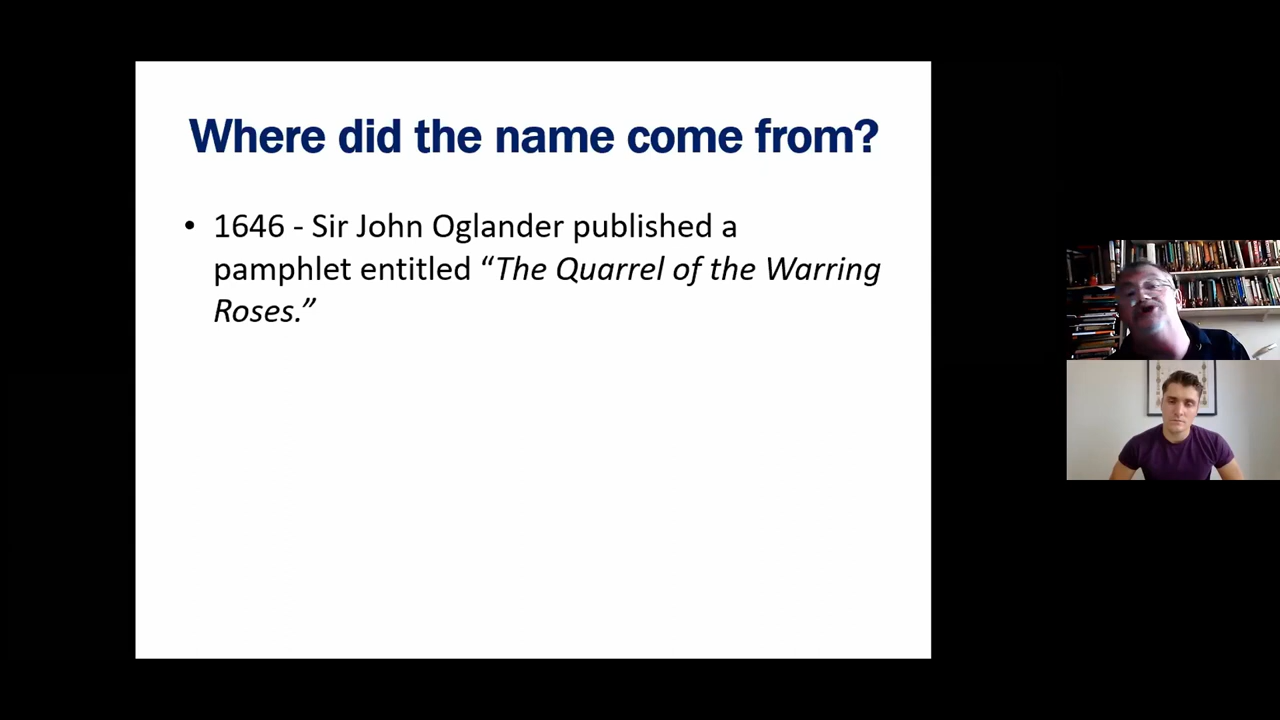 Where did the name come from?
• 1646 - Sir John Oglander published a
pamphlet entitled “The Quarrel of the Warring
Roses.”